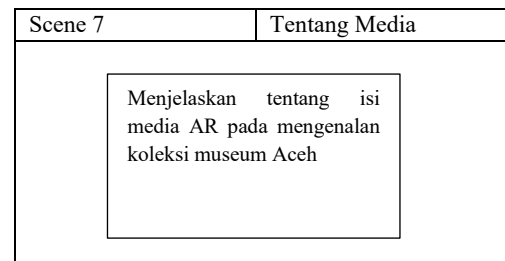 Scene 7 Tentang Media
Menjelaskan tentang isi
media AR pada mengenalan
koleksi museum Aceh